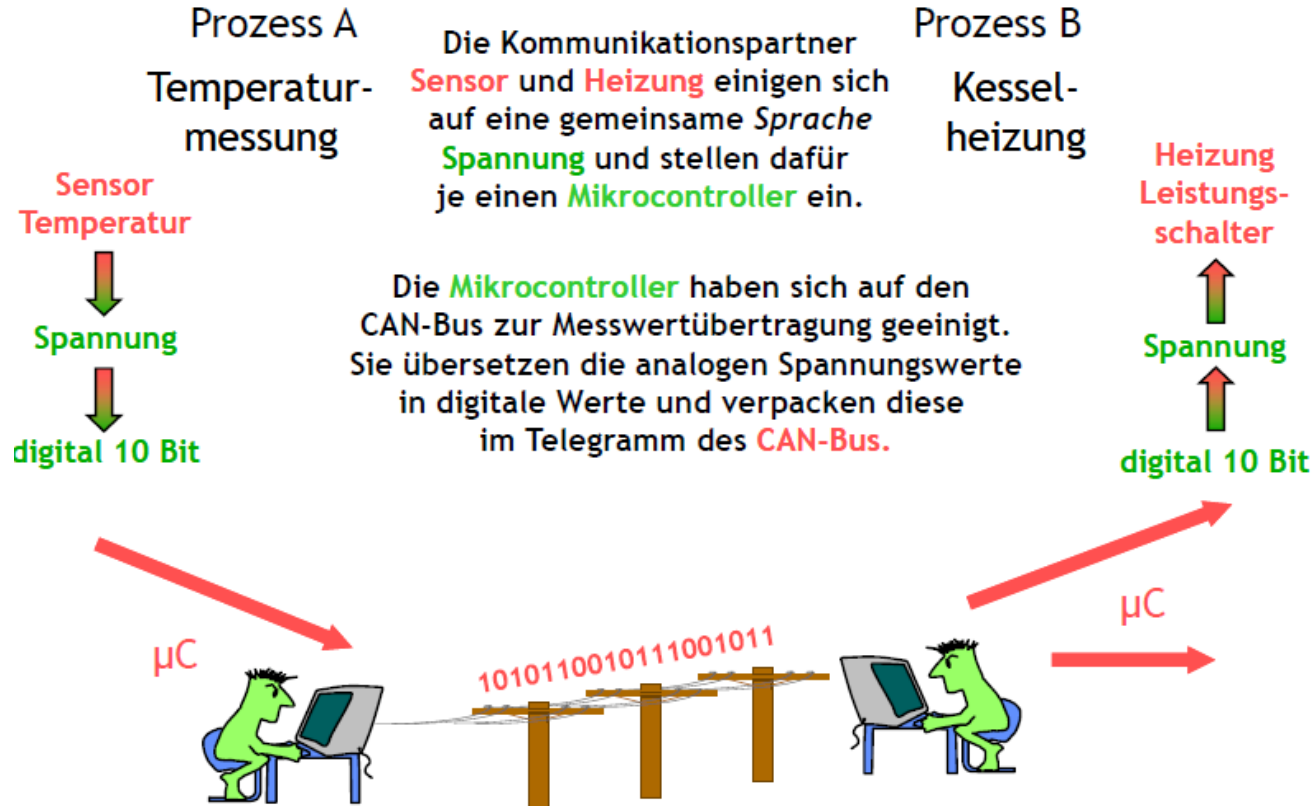 Prozess A
Temperatur-
messung
Die Kommunikationspartner
Sensor und Heizung einigen sich
auf eine gemeinsame Sprache
Spannung und stellen dafür
je einen Mikrocontroller ein.
Prozess B
Kessel-
heizung
Sensor
Temperatur
Spannung
digital 10 Bit
Die Mikrocontroller haben sich auf den
CAN-Bus zur Messwertübertragung geeinigt.
Sie übersetzen die analogen Spannungswerte
in digitale Werte und verpacken diese
im Telegramm des CAN-Bus.
Heizung
Leistungs-
schalter
Spannung
digital 10 Bit
µC
1010110010111001011
µC